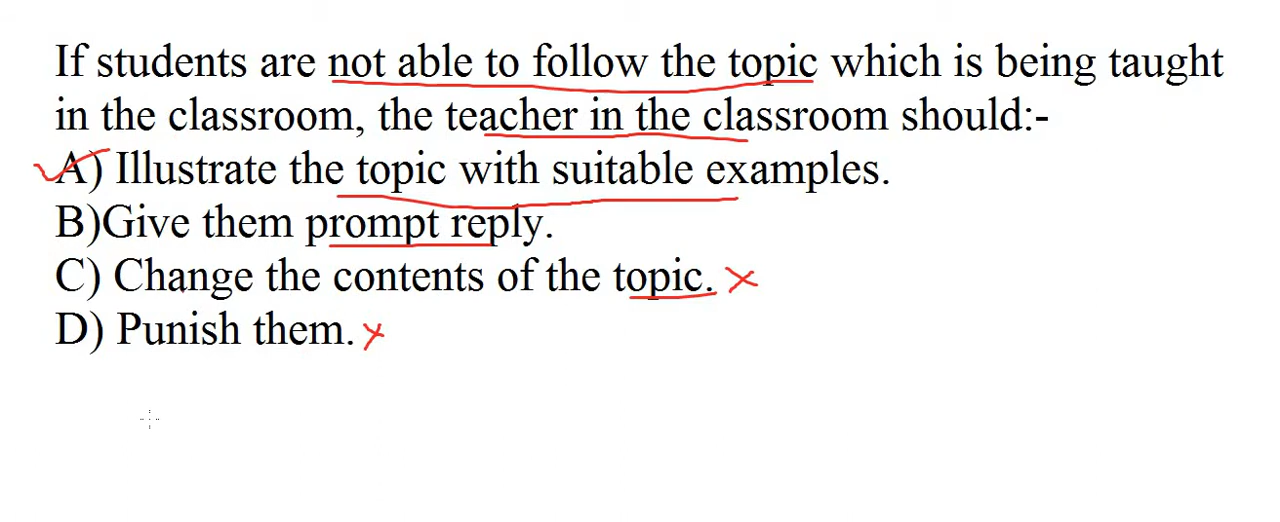 If students are not able to follow the topic which is being taught
in the classroom, the teacher in the classroom should:-
A) Illustrate the topic with suitable examples.
B)Give them prompt reply.
C) Change the contents of the topic.
D) Punish them.